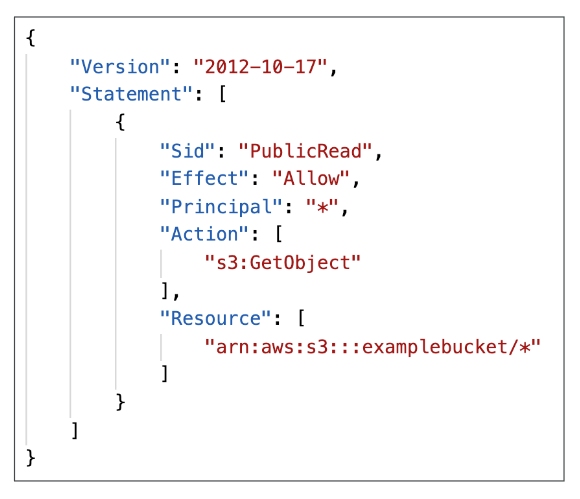 {
    "Version": "2012-10-17",
    "Statement": [
        {
            "Sid": "PublicRead",
            "Effect": "Allow",
            "Principal": "*",
            "Action": [
                "s3:GetObject"
            ],
            "Resource": [
                "arn:aws:s3:::examplebucket/*"
            ]
        }
    ]
}